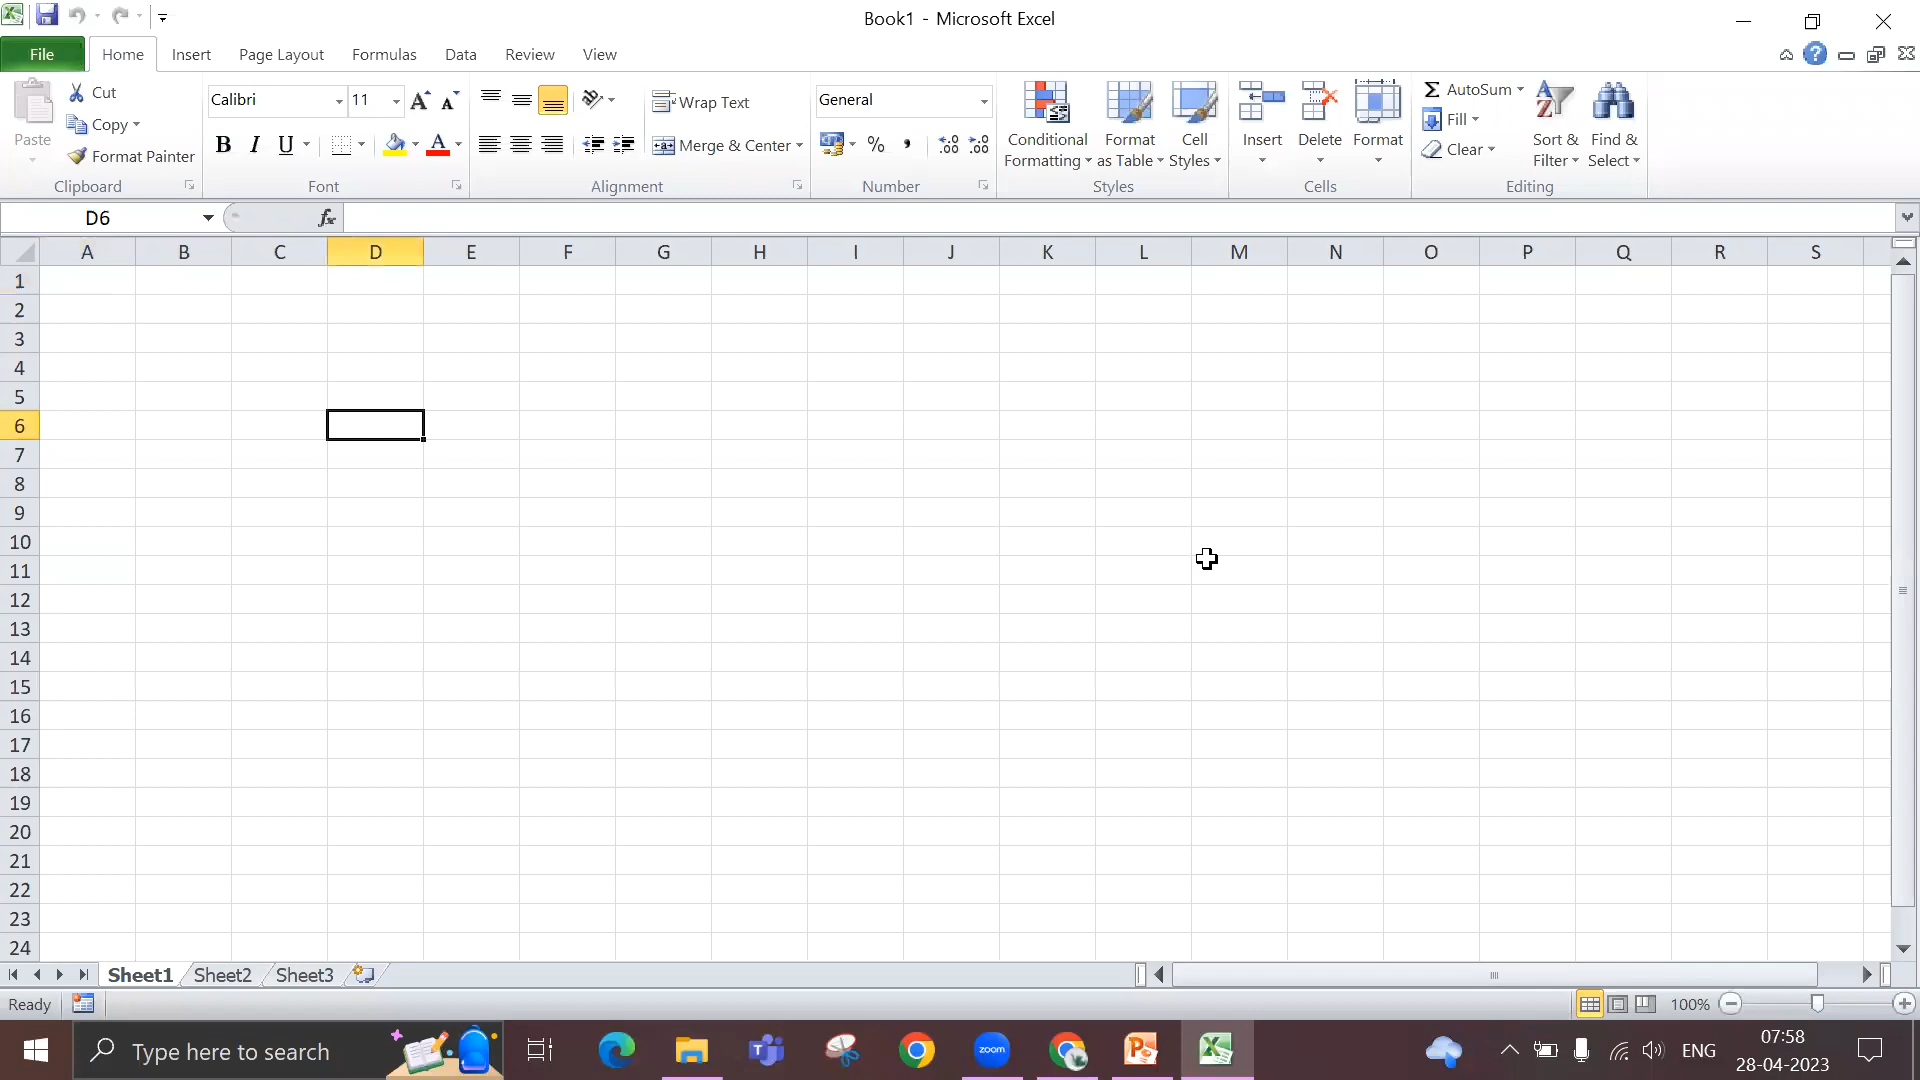 Book1 - Microsoft Excel
File Home Insert Page Layout Formulas Data Review View
Paste
Cut
Copy
Format Painter
Clipboard
Calibri 11
B I U A
Font
Wrap Text
Merge & Center
Alignment
General
% ,
Number
Conditional Formatting
Format as Table
Cell Styles
Styles
Insert Delete Format
Cells
Σ AutoSum
Fill
Clear
Sort & Filter
Find & Select
Editing
D6 fx
A B C D E F G H I J K L M N O P Q R S
1
2
3
4
5
6
7
8
9
10
11
12
13
14
15
16
17
18
19
20
21
22
23
24
Sheet1 Sheet2 Sheet3
Ready 100%
Type here to search
zoom
ENG
07:58
28-04-2023